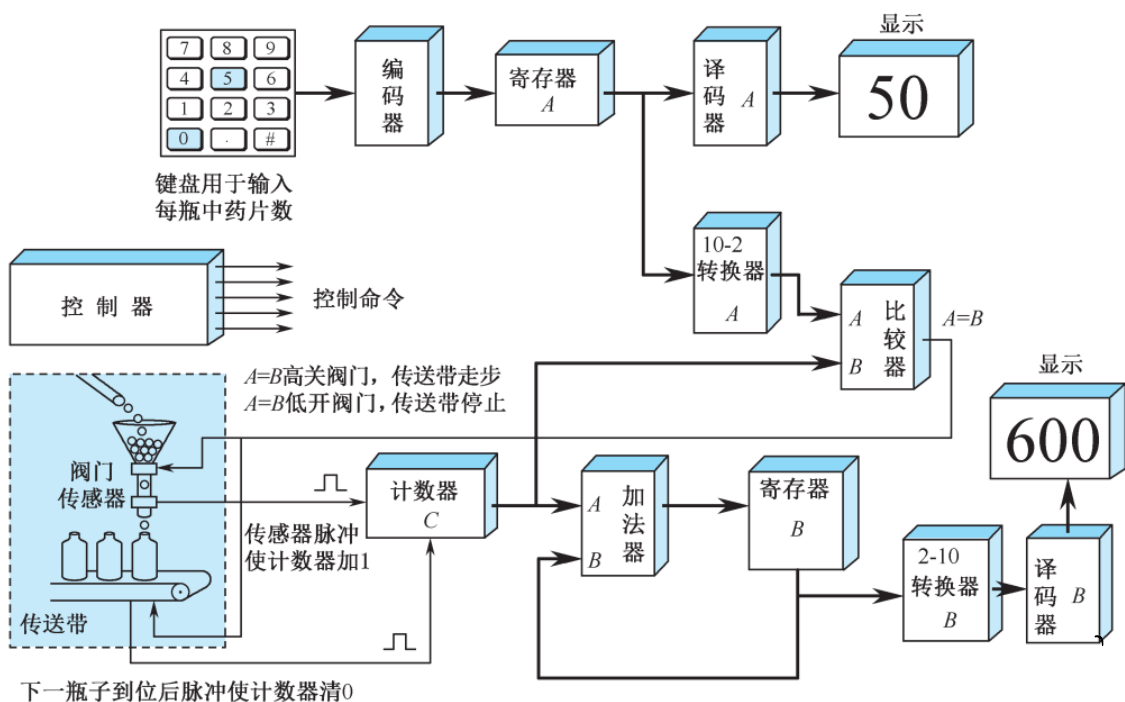 7 8 9
4 5 6
1 2 3
0 . #
键盘用于输入
每瓶中药片数
编码器
寄存器
A
译码器 A
显示
50
控制器
控制命令
10-2
转换器
A
A
B
比较器
A=B
A=B高关阀门，传送带走步
A=B低开阀门，传送带停止
显示
600
阀门
传感器
传感器脉冲
使计数器加1
计数器
C
A
B
加法器
寄存器
B
2-10
转换器
B
译码器 B
传送带
下一瓶子到位后脉冲使计数器清0